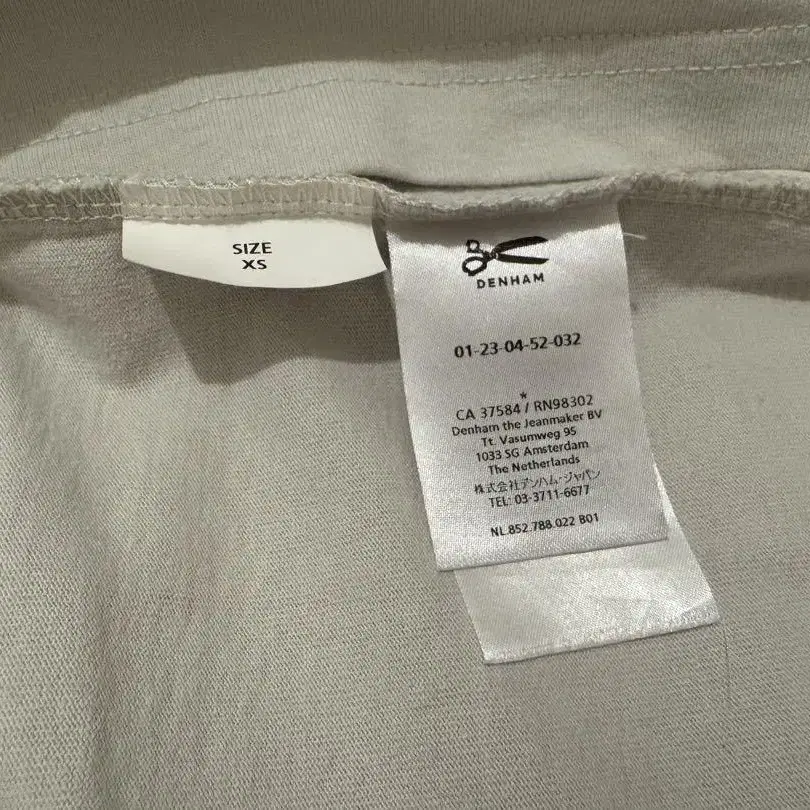 SIZE
XS
DENHAM
01-23-04-52-032
*
CA 37584 / RN98302
Denham the Jeanmaker BV
Tt. Vasumweg 95
1033 SG Amsterdam
The Netherlands
株式会社デンハム・ジャパン
TEL: 03-3711-6677
NL.852.788.022 B01